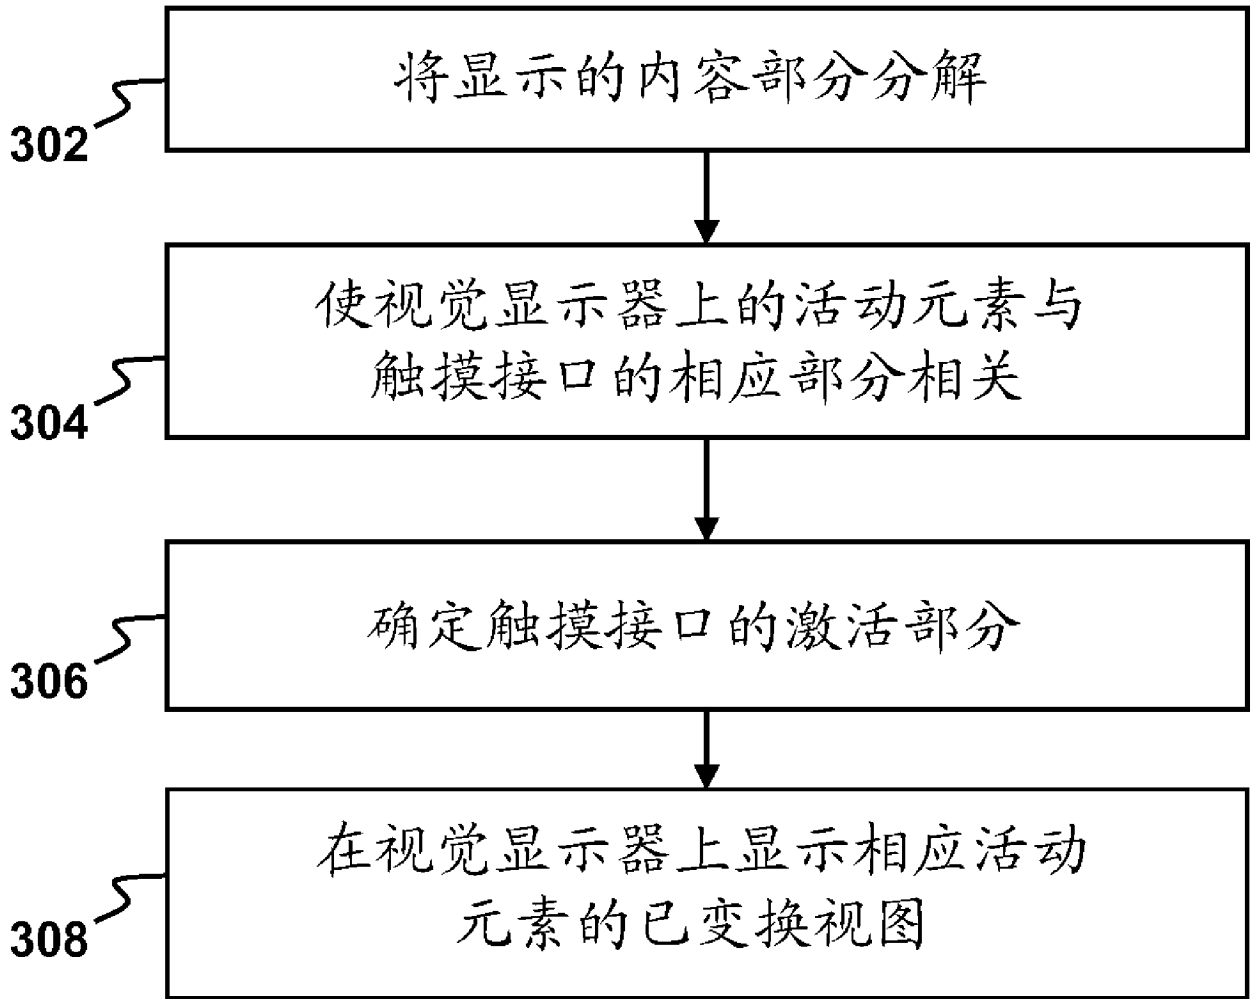 将显示的内容部分分解
302
使视觉显示器上的活动元素与
触摸接口的相应部分相关
304
确定触摸接口的激活部分
306
在视觉显示器上显示相应活动
元素的已变换视图
308